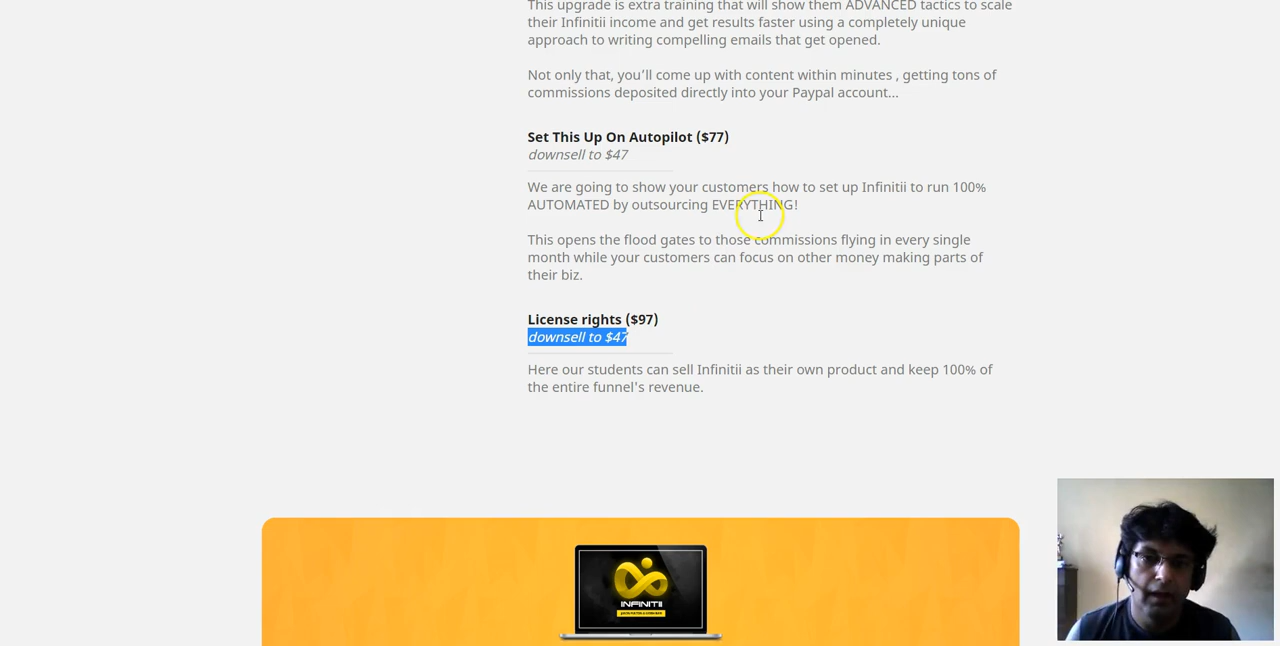 This upgrade is extra training that will show them ADVANCED tactics to scale
their Infinitii income and get results faster using a completely unique
approach to writing compelling emails that get opened.
Not only that, you'll come up with content within minutes , getting tons of
commissions deposited directly into your Paypal account...
Set This Up On Autopilot ($77)
downsell to $47
We are going to show your customers how to set up Infinitii to run 100%
AUTOMATED by outsourcing EVERYTHING!
This opens the flood gates to those commissions flying in every single
month while your customers can focus on other money making parts of
their biz.
License rights ($97)
downsell to $47
Here our students can sell Infinitii as their own product and keep 100% of
the entire funnel's revenue.
INFINITII